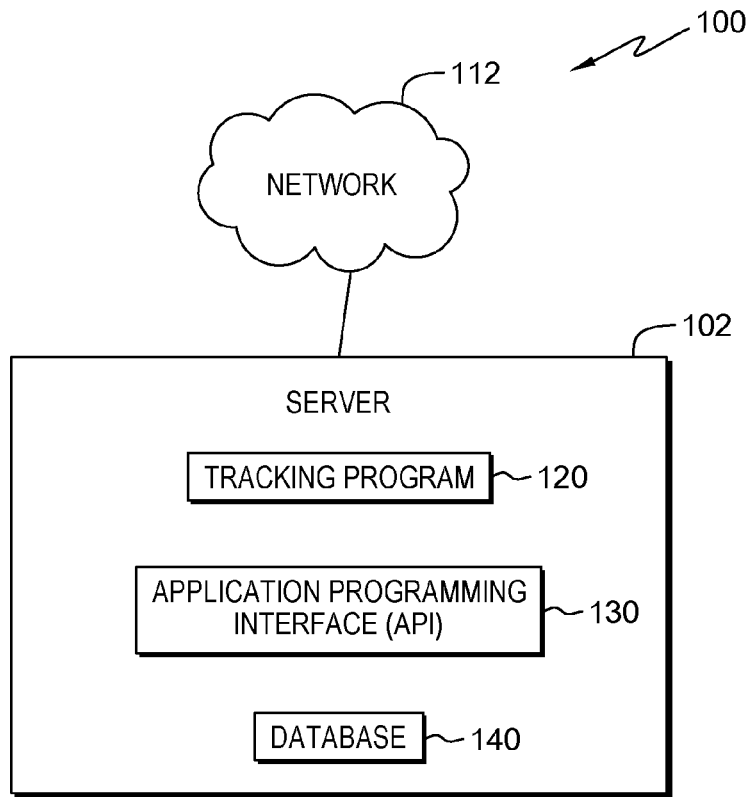 100
112
NETWORK
102
SERVER
TRACKING PROGRAM
120
APPLICATION PROGRAMMING
INTERFACE (API)
130
DATABASE
140